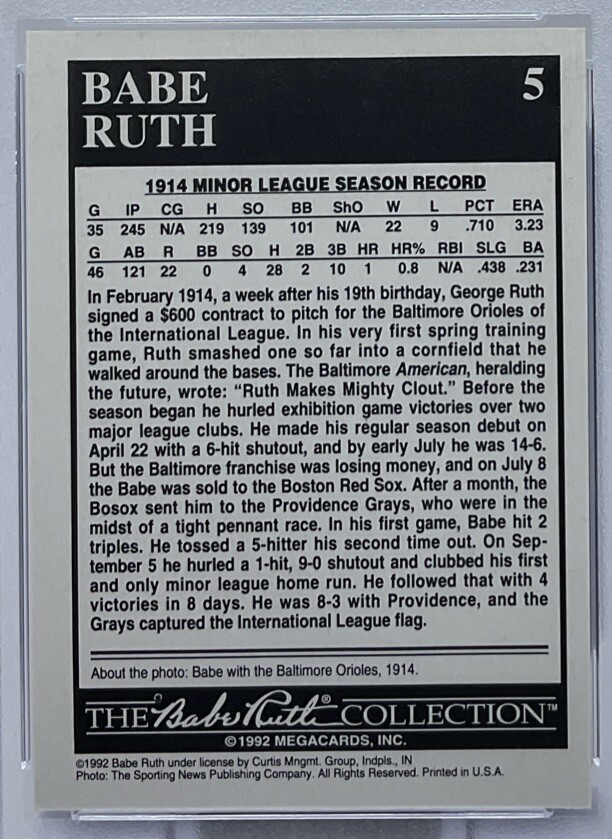 BABE
RUTH
5
1914 MINOR LEAGUE SEASON RECORD
G IP CG H SO BB ShO W L PCT ERA
35 245 N/A 219 139 101 N/A 22 9 .710 3.23
G AB R BB SO H 2B 3B HR HR% RBI SLG BA
46 121 22 0 4 28 2 10 1 0.8 N/A .438 .231
In February 1914, a week after his 19th birthday, George Ruth
signed a $600 contract to pitch for the Baltimore Orioles of
the International League. In his very first spring training
game, Ruth smashed one so far into a cornfield that he
walked around the bases. The Baltimore American, heralding
the future, wrote: “Ruth Makes Mighty Clout.” Before the
season began he hurled exhibition game victories over two
major league clubs. He made his regular season debut on
April 22 with a 6-hit shutout, and by early July he was 14-6.
But the Baltimore franchise was losing money, and on July 8
the Babe was sold to the Boston Red Sox. After a month, the
Bosox sent him to the Providence Grays, who were in the
midst of a tight pennant race. In his first game, Babe hit 2
triples. He tossed a 5-hitter his second time out. On Sep-
tember 5 he hurled a 1-hit, 9-0 shutout and clubbed his first
and only minor league home run. He followed that with 4
victories in 8 days. He was 8-3 with Providence, and the
Grays captured the International League flag.
About the photo: Babe with the Baltimore Orioles, 1914.
THE Babe Ruth® COLLECTION™
©1992 MEGACARDS, INC.
©1992 Babe Ruth under license by Curtis Mngmt. Group, Indpls., IN
Photo: The Sporting News Publishing Company. All Rights Reserved. Printed in U.S.A.